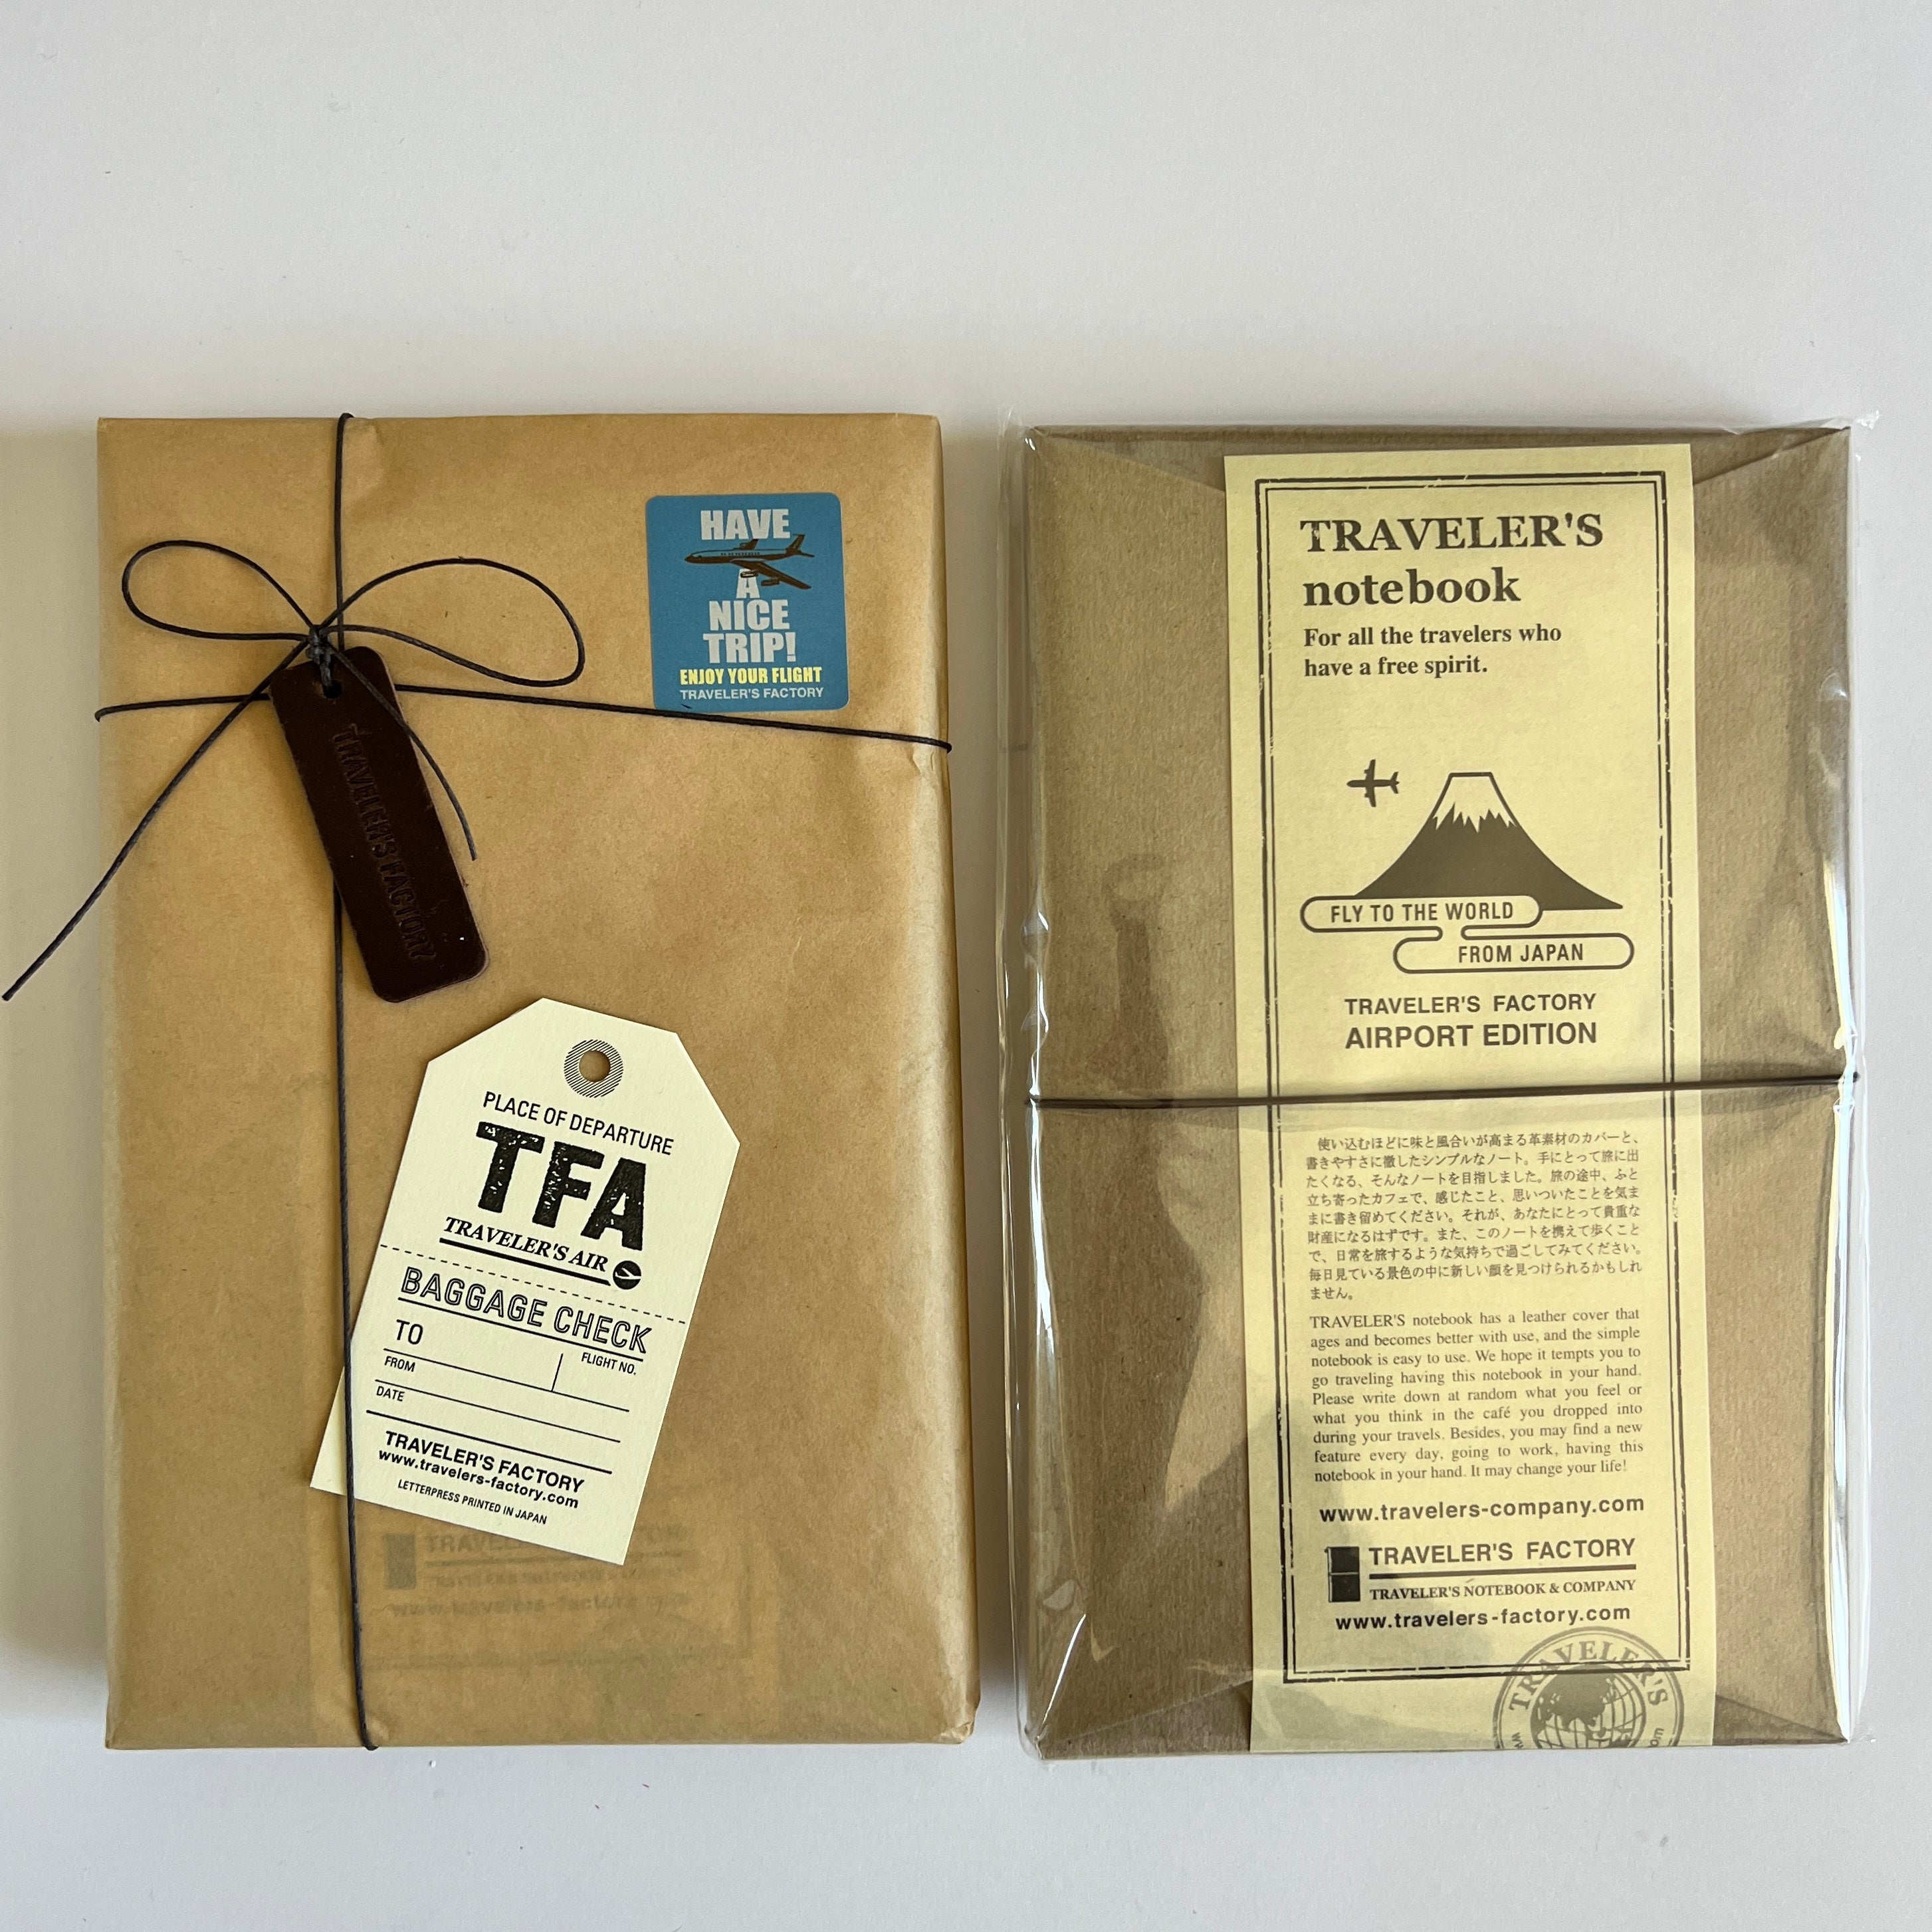 HAVE
A
NICE
TRIP!
ENJOY YOUR FLIGHT
TRAVELER'S FACTORY
TRAVELER'S FACTORY
PLACE OF DEPARTURE
TFA
TRAVELER'S AIR
BAGGAGE CHECK
TO
FROM
FLIGHT NO.
DATE
TRAVELER'S FACTORY
www.travelers-factory.com
LETTERPRESS PRINTED IN JAPAN
TRAVELER'S
notebook
For all the travelers who
have a free spirit.
FLY TO THE WORLD
FROM JAPAN
TRAVELER'S FACTORY
AIRPORT EDITION
使い込むほどに味と風合いが高まる革素材のカバーと、
書きやすさに徹したシンプルなノート。手にとって旅に出
たくなる、そんなノートを目指しました。旅の途中、ふと
立ち寄ったカフェで、感じたこと、思いついたことを気ま
まに書き留めてください。それが、あなたにとって貴重な
財産になるはずです。また、このノートを携えて歩くこと
で、日常を旅するような気持ちで過ごしてみてください。
毎日見ている景色の中に新しい顔を見つけられるかもしれ
ません。
TRAVELER'S notebook has a leather cover that
ages and becomes better with use, and the simple
notebook is easy to use. We hope it tempts you to
go traveling having this notebook in your hand.
Please write down at random what you feel or
what you think in the café you dropped into
during your travels. Besides, you may find a new
feature every day, going to work, having this
notebook in your hand. It may change your life!
www.travelers-company.com
TRAVELER'S FACTORY
TRAVELER'S NOTEBOOK & COMPANY
www.travelers-factory.com
TRAVELER'S